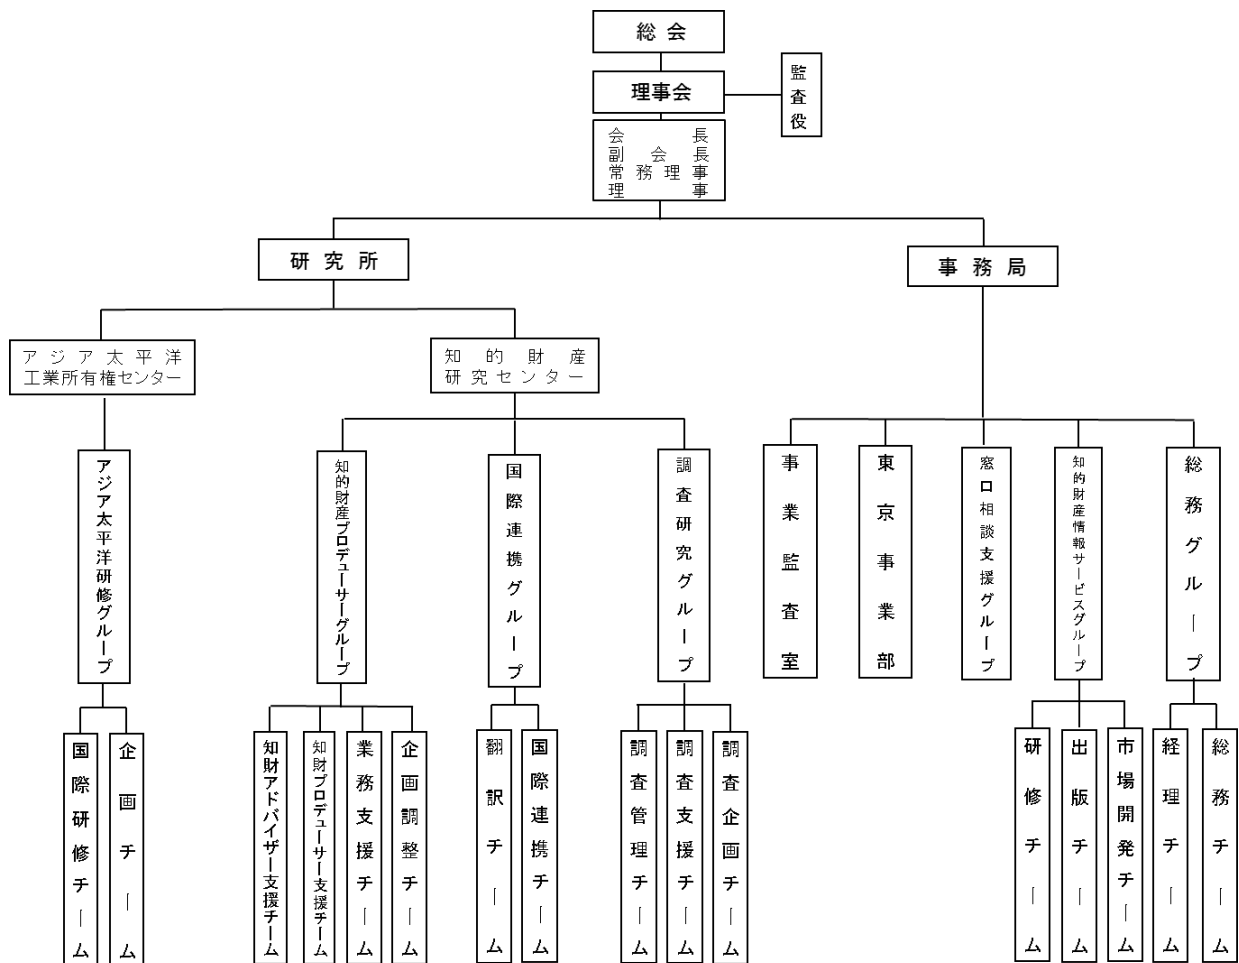 総会
理事会
監査役
会長
副会長
常務理事
理事
研究所
事務局
アジア太平洋
工業所有権センター
知的財産
研究センター
アジア太平洋研修グループ
知的財産プロデューサーグループ
国際連携グループ
調査研究グループ
事業監査室
東京事業部
窓口相談支援グループ
知的財産情報サービスグループ
総務グループ
国際研修チーム
企画チーム
知財アドバイザー支援チーム
知財プロデューサー支援チーム
業務支援チーム
企画調整チーム
翻訳チーム
国際連携チーム
調査管理チーム
調査支援チーム
調査企画チーム
研修チーム
出版チーム
市場開発チーム
経理チーム
総務チーム